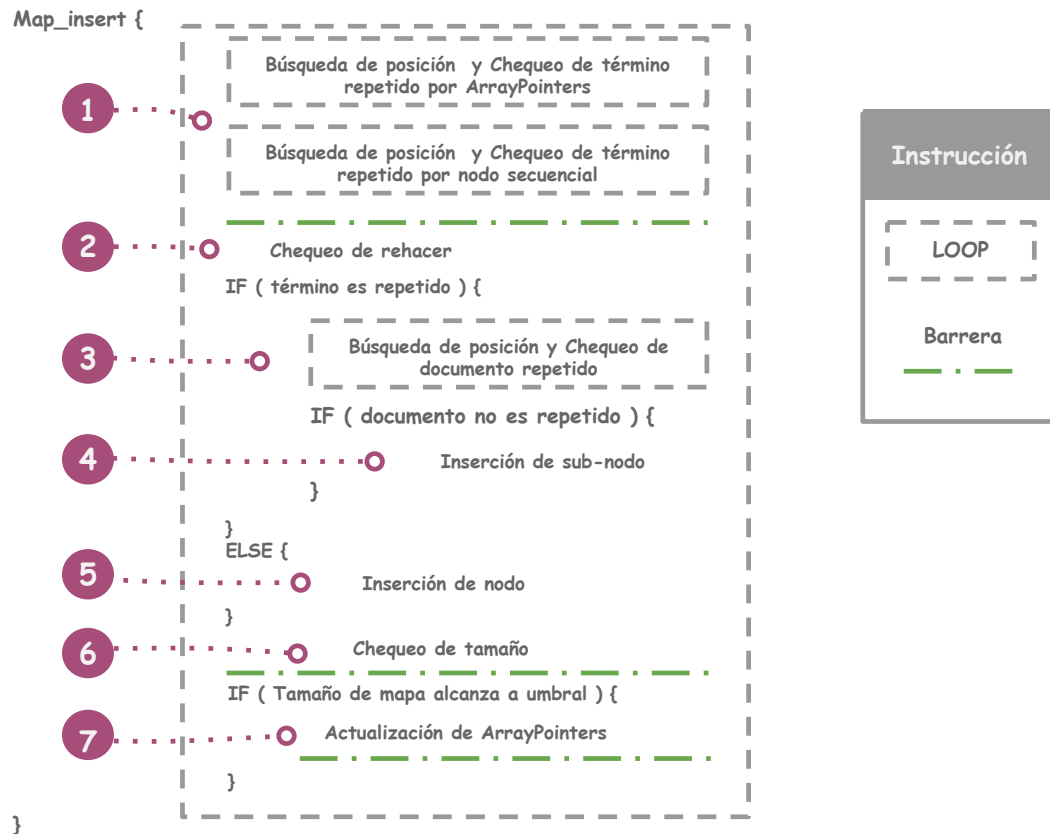 Map_insert {
Búsqueda de posición y Chequeo de término
repetido por ArrayPointers
1
Búsqueda de posición y Chequeo de término
repetido por nodo secuencial
2
Chequeo de rehacer
IF ( término es repetido ) {
3
Búsqueda de posición y Chequeo de
documento repetido
IF ( documento no es repetido ) {
4
Inserción de sub-nodo
}
}
ELSE {
5
Inserción de nodo
}
6
Chequeo de tamaño
IF ( Tamaño de mapa alcanza a umbral ) {
7
Actualización de ArrayPointers
}
}
Instrucción
LOOP
Barrera